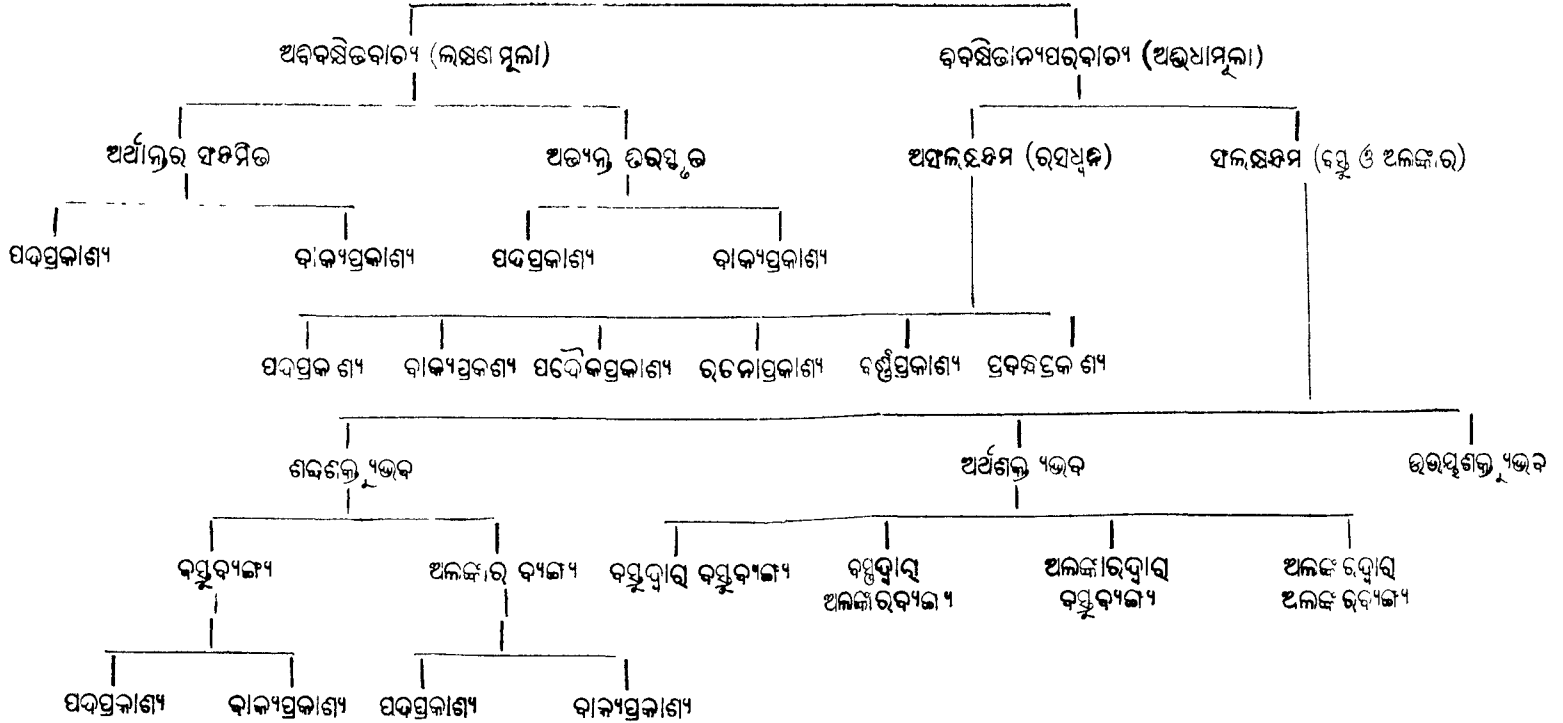 ଅବିବକ୍ଷିତବାଚ୍ୟ (ଲକ୍ଷଣ ମୂଳା) ବିବକ୍ଷିତାନ୍ୟପରବାଚ୍ୟ (ଅଭିଧାମୂଳା)
ଅର୍ଥାନ୍ତର ସଂକ୍ରମିତ ଅତ୍ୟନ୍ତ ତିରସ୍କୃତ ଅସଂଲକ୍ଷ୍ୟକ୍ରମ (ରସଧ୍ୱନି) ସଂଲକ୍ଷ୍ୟକ୍ରମ (ବସ୍ତୁ ଓ ଅଳଙ୍କାର)
ପଦପ୍ରକାଶ୍ୟ ବାକ୍ୟପ୍ରକାଶ୍ୟ ପଦପ୍ରକାଶ୍ୟ ବାକ୍ୟପ୍ରକାଶ୍ୟ
ପଦପ୍ରକାଶ୍ୟ ବାକ୍ୟପ୍ରକାଶ୍ୟ ପଦୈକପ୍ରକାଶ୍ୟ ରଚନାପ୍ରକାଶ୍ୟ ବର୍ଣ୍ଣପ୍ରକାଶ୍ୟ ପ୍ରବନ୍ଧପ୍ରକାଶ୍ୟ
ଶବ୍ଦଶକ୍ତ୍ୟୁଦ୍ଭବ ଅର୍ଥଶକ୍ତ୍ୟୁଦ୍ଭବ ଉଭୟଶକ୍ତ୍ୟୁଦ୍ଭବ
ବସ୍ତୁବ୍ୟଙ୍ଗ୍ୟ ଅଳଙ୍କାର ବ୍ୟଙ୍ଗ୍ୟ ବସ୍ତୁଦ୍ୱାରା ବସ୍ତୁବ୍ୟଙ୍ଗ୍ୟ ବସ୍ତୁଦ୍ୱାରା ଅଳଙ୍କାରଦ୍ୱାରା ଅଳଙ୍କାରଦ୍ୱାରା
ଅଳଙ୍କାରବ୍ୟଙ୍ଗ୍ୟ ବସ୍ତୁବ୍ୟଙ୍ଗ୍ୟ ଅଳଙ୍କାରବ୍ୟଙ୍ଗ୍ୟ
ପଦପ୍ରକାଶ୍ୟ ବାକ୍ୟପ୍ରକାଶ୍ୟ ପଦପ୍ରକାଶ୍ୟ ବାକ୍ୟପ୍ରକାଶ୍ୟ